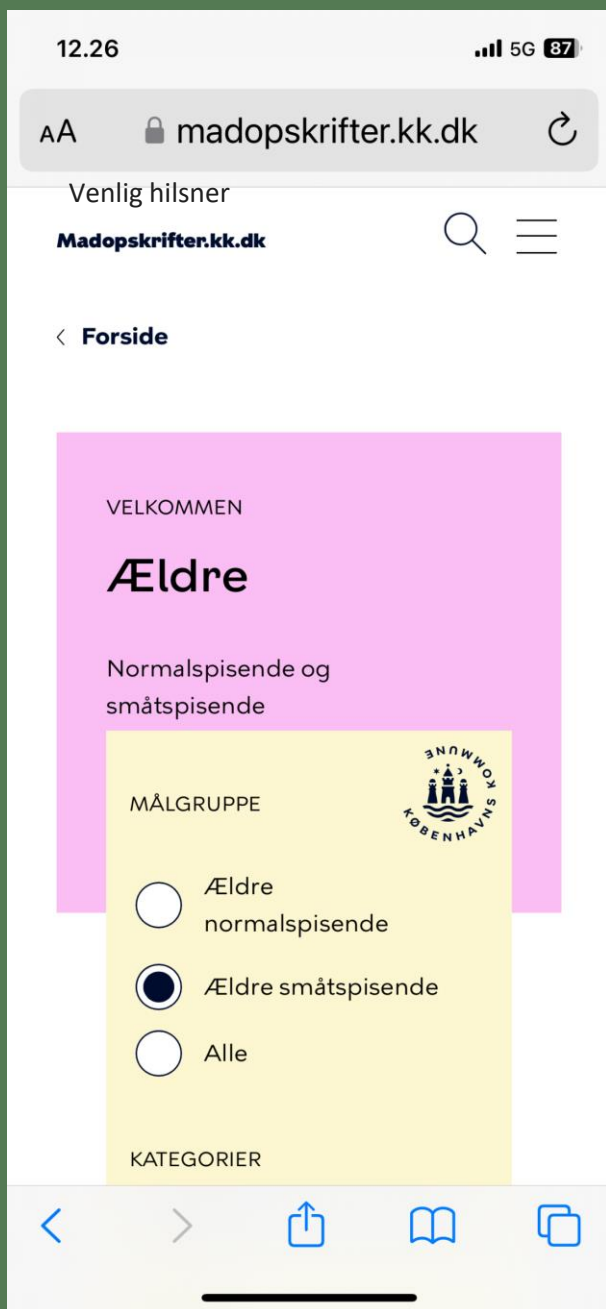 12.26
5G 87
AA madopskrifter.kk.dk
Venlig hilsner
Madopskrifter.kk.dk
< Forside
VELKOMMEN
Ældre
Normalspisende og
småtspisende
KØBENHAVNS KOMMUNE
MÅLGRUPPE
Ældre
normalspisende
Ældre småtspisende
Alle
KATEGORIER